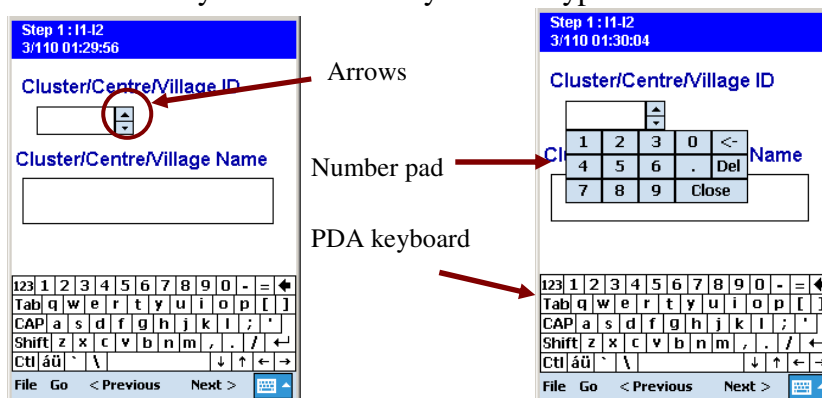 Step 1 : I1-I2
3/110 01:29:56
Cluster/Centre/Village ID
Cluster/Centre/Village Name
123 1 2 3 4 5 6 7 8 9 0 - =
Tab q w e r t y u i o p [ ]
CAP a s d f g h j k l ; '
Shift z x c v b n m , . /
Ctl áü ` \ ↓ ↑ ← →
File Go < Previous Next >
Arrows
Number pad
PDA keyboard
Step 1 : I1-I2
3/110 01:30:04
Cluster/Centre/Village ID
1 2 3 0 <-
Cl 4 5 6 . Del Name
7 8 9 Close
123 1 2 3 4 5 6 7 8 9 0 - =
Tab q w e r t y u i o p [ ]
CAP a s d f g h j k l ; '
Shift z x c v b n m , . /
Ctl áü ` \ ↓ ↑ ← →
File Go < Previous Next >